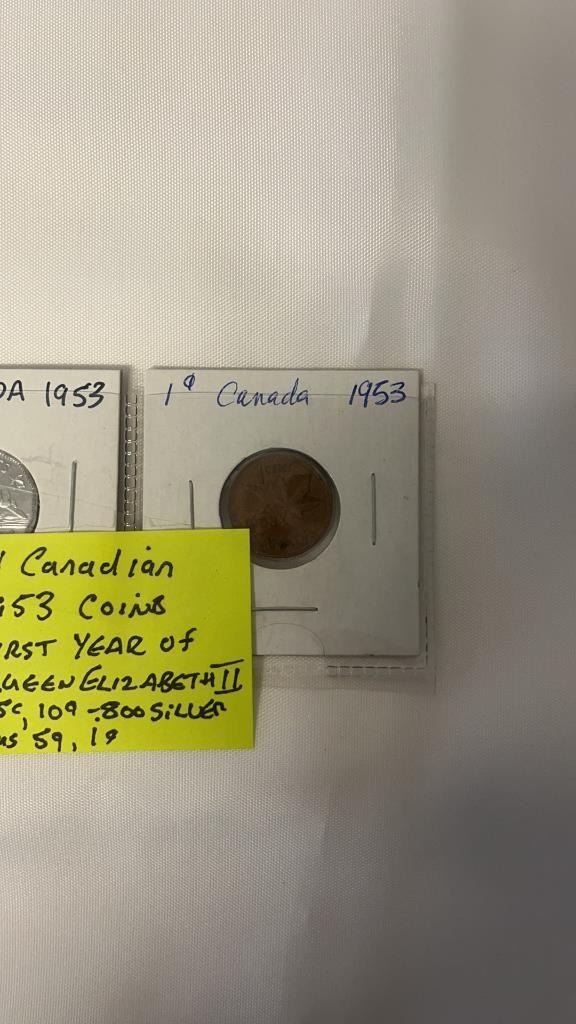 DA 1953
1¢ Canada 1953
Canadian
53 COINS
RST YEAR OF
UEEN ELIZABETH II
5¢, 10¢ - .800 SILVER
us 5¢, 1¢